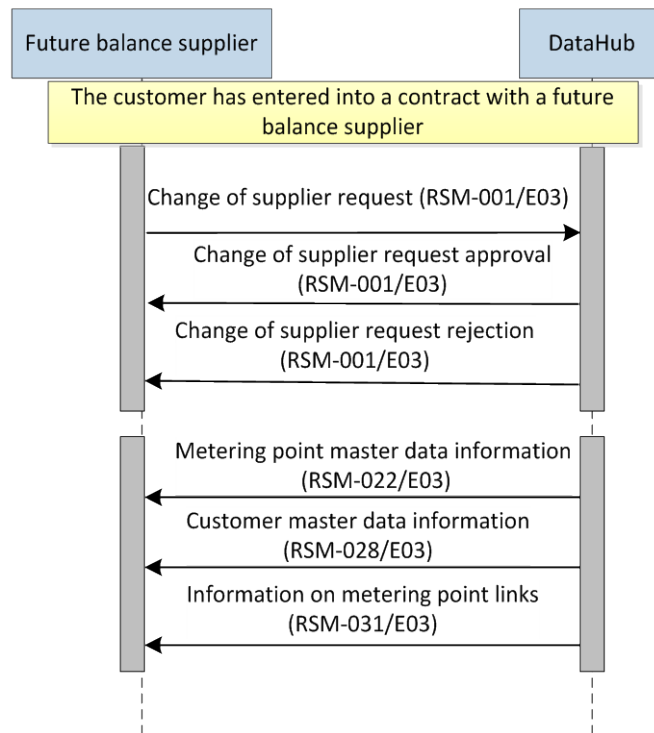 Future balance supplier
DataHub
The customer has entered into a contract with a future
balance supplier
Change of supplier request (RSM-001/E03)
Change of supplier request approval
(RSM-001/E03)
Change of supplier request rejection
(RSM-001/E03)
Metering point master data information
(RSM-022/E03)
Customer master data information
(RSM-028/E03)
Information on metering point links
(RSM-031/E03)